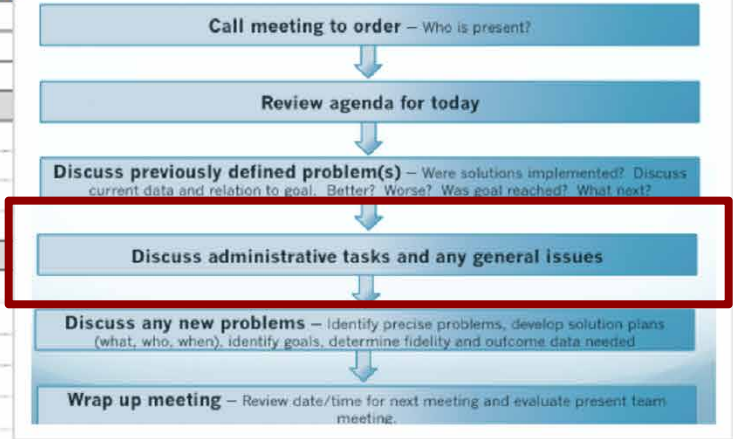 Call meeting to order – Who is present?
Review agenda for today
Discuss previously defined problem(s) – Were solutions implemented? Discuss
current data and relation to goal. Better? Worse? Was goal reached? What next?
Discuss administrative tasks and any general issues
Discuss any new problems – Identify precise problems, develop solution plans
(what, who, when), identify goals, determine fidelity and outcome data needed
Wrap up meeting – Review date/time for next meeting and evaluate present team
meeting.